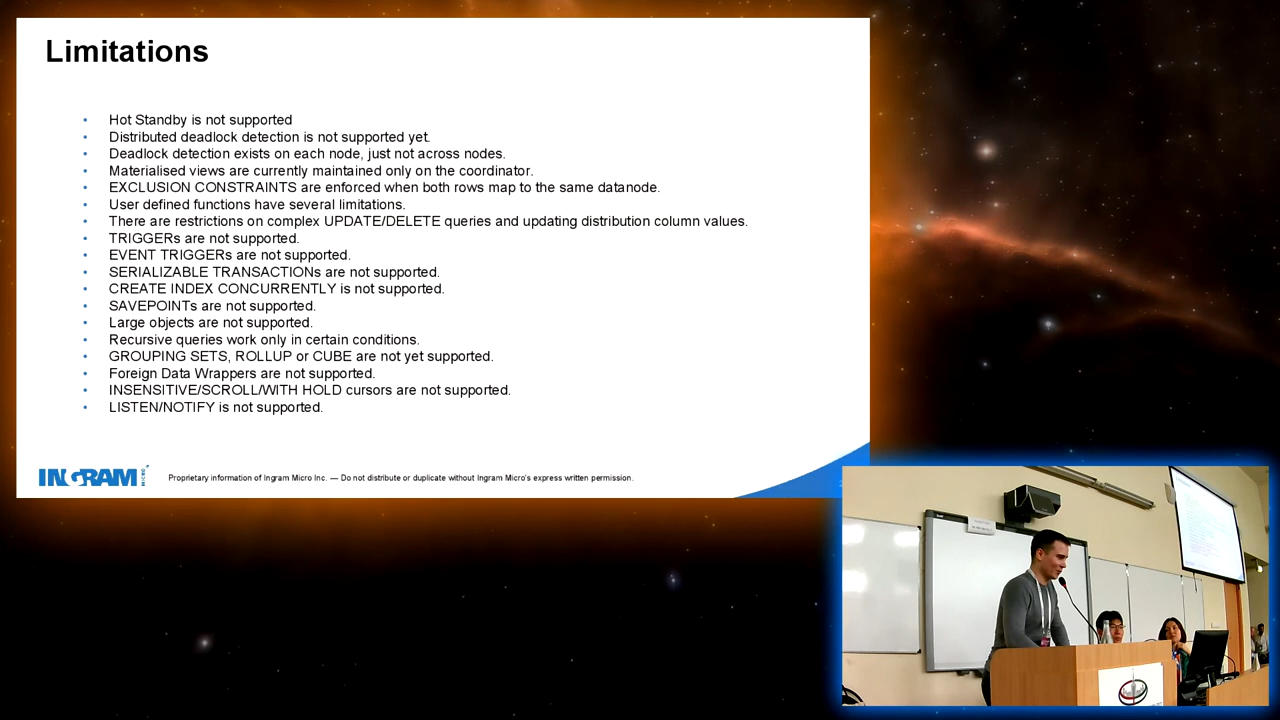 Limitations
• Hot Standby is not supported
• Distributed deadlock detection is not supported yet.
• Deadlock detection exists on each node, just not across nodes.
• Materialised views are currently maintained only on the coordinator.
• EXCLUSION CONSTRAINTS are enforced when both rows map to the same datanode.
• User defined functions have several limitations.
• There are restrictions on complex UPDATE/DELETE queries and updating distribution column values.
• TRIGGERs are not supported.
• EVENT TRIGGERs are not supported.
• SERIALIZABLE TRANSACTIONs are not supported.
• CREATE INDEX CONCURRENTLY is not supported.
• SAVEPOINTs are not supported.
• Large objects are not supported.
• Recursive queries work only in certain conditions.
• GROUPING SETS, ROLLUP or CUBE are not yet supported.
• Foreign Data Wrappers are not supported.
• INSENSITIVE/SCROLL/WITH HOLD cursors are not supported.
• LISTEN/NOTIFY is not supported.
INGRAM MICRO
Proprietary information of Ingram Micro Inc. — Do not distribute or duplicate without Ingram Micro's express written permission.